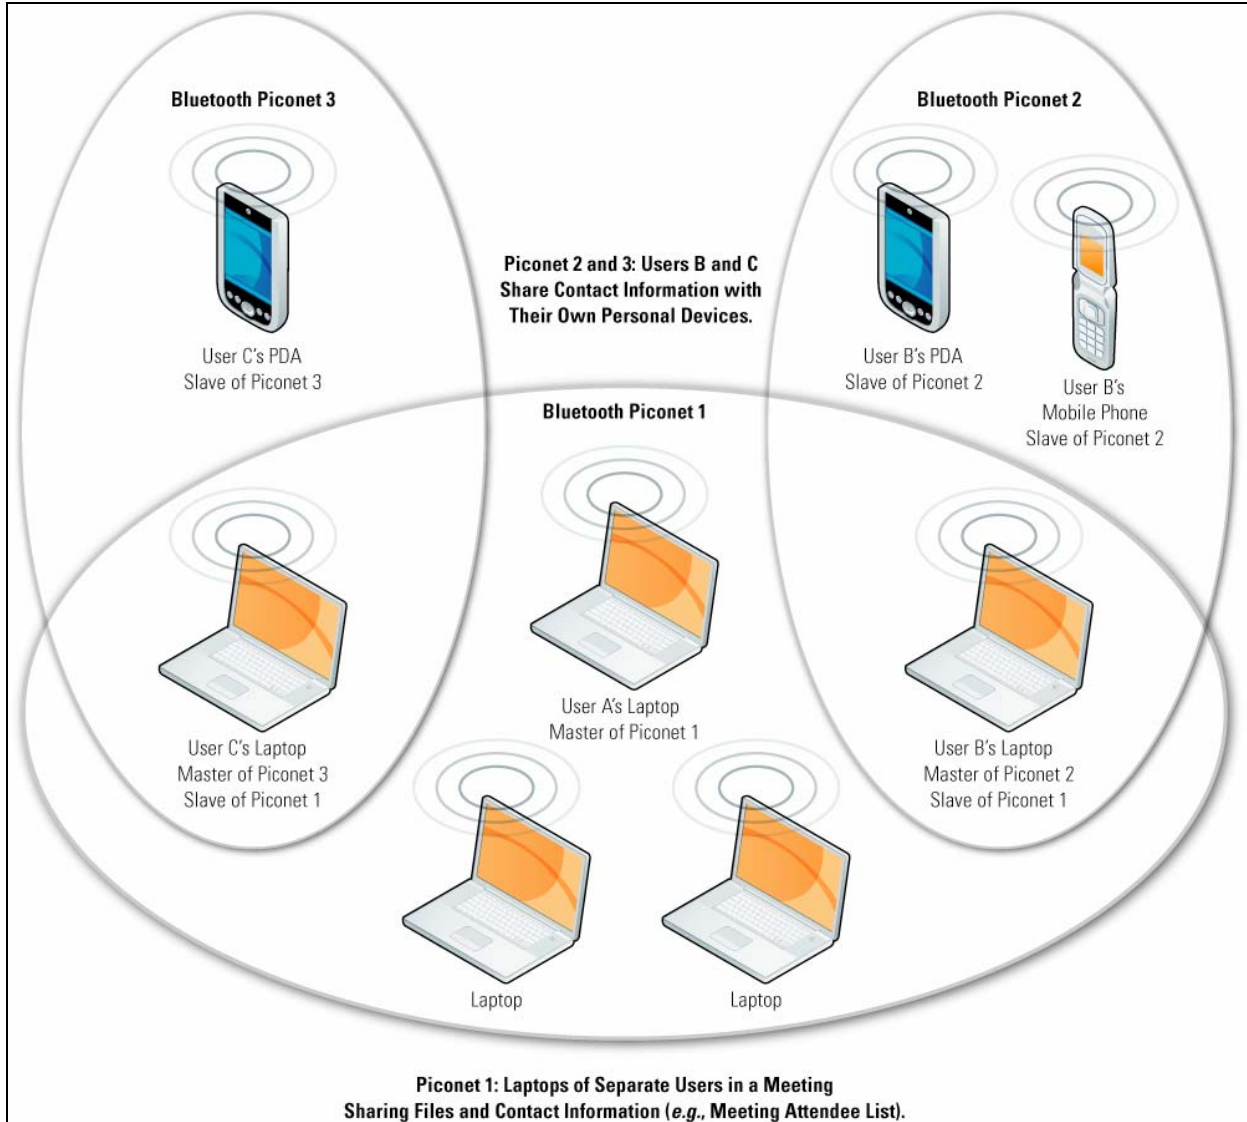 Bluetooth Piconet 3
Bluetooth Piconet 2
Piconet 2 and 3: Users B and C
Share Contact Information with
Their Own Personal Devices.
User C's PDA
Slave of Piconet 3
User B's PDA
Slave of Piconet 2
User B's
Mobile Phone
Slave of Piconet 2
Bluetooth Piconet 1
User A's Laptop
Master of Piconet 1
User C's Laptop
Master of Piconet 3
Slave of Piconet 1
User B's Laptop
Master of Piconet 2
Slave of Piconet 1
Laptop
Laptop
Piconet 1: Laptops of Separate Users in a Meeting
Sharing Files and Contact Information (e.g., Meeting Attendee List).